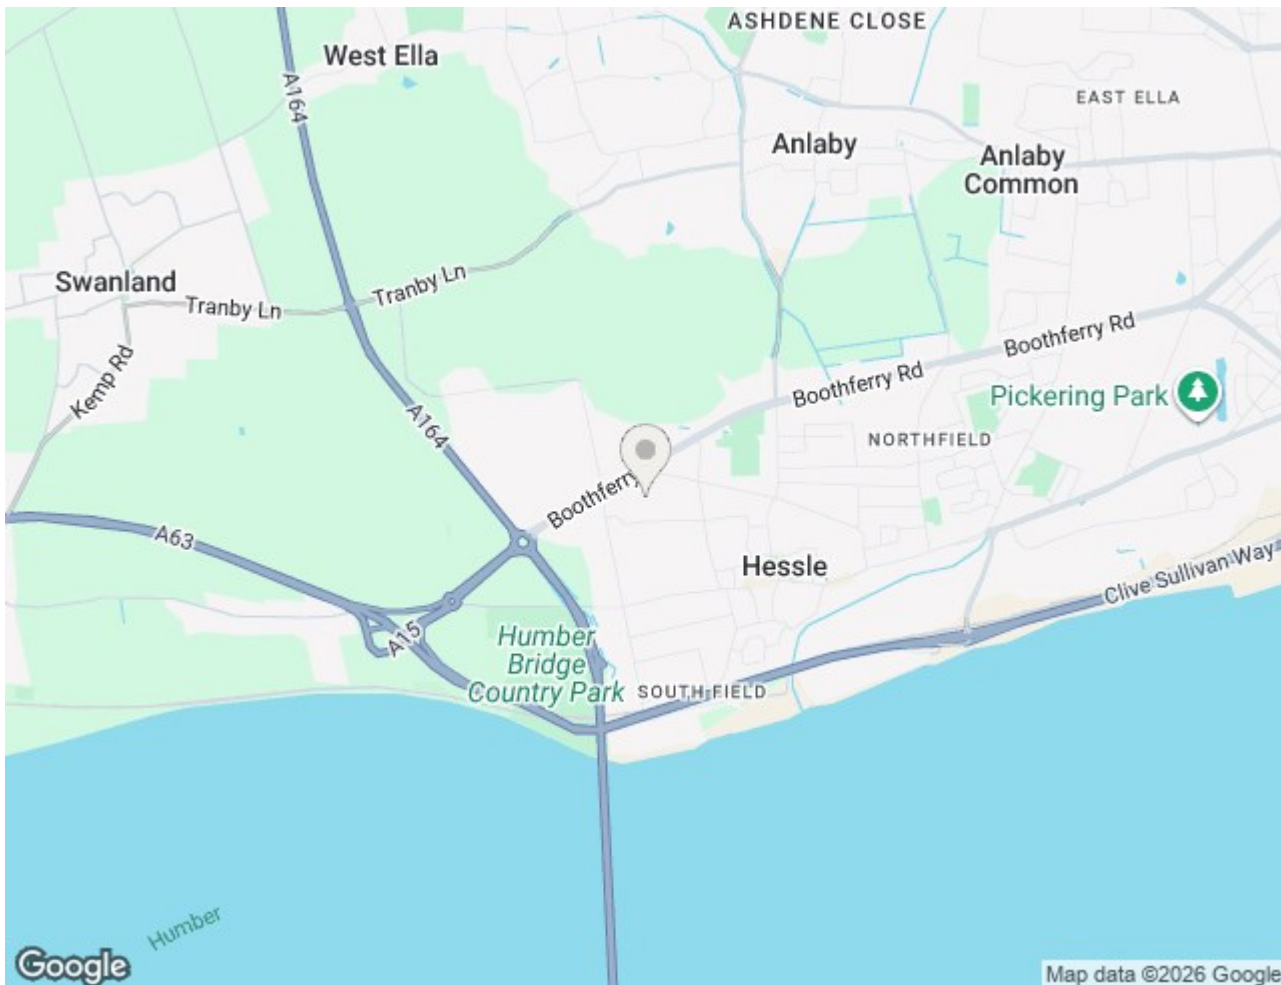 ASHDENE CLOSE
West Ella
A164
EAST ELLA
Anlaby
Anlaby
Common
Swanland
Tranby Ln
Tranby Ln
Boothferry Rd
Kemp Rd
Boothferry Rd
Pickering Park
A164
NORTHFIELD
Boothferry
A63
Hessle
Clive Sullivan Way
A15
Humber
Bridge
Country Park
SOUTH FIELD
Humber
Google
Map data ©2026 Google